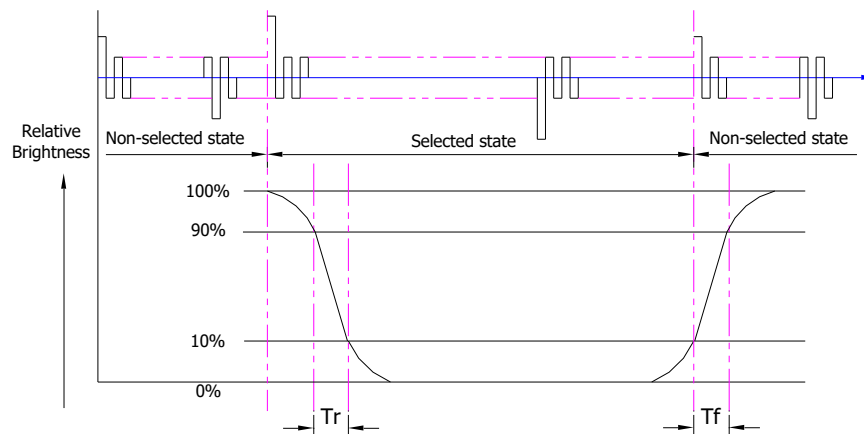 Relative
Brightness
Non-selected state
Selected state
Non-selected state
100%
90%
10%
0%
Tr
Tf